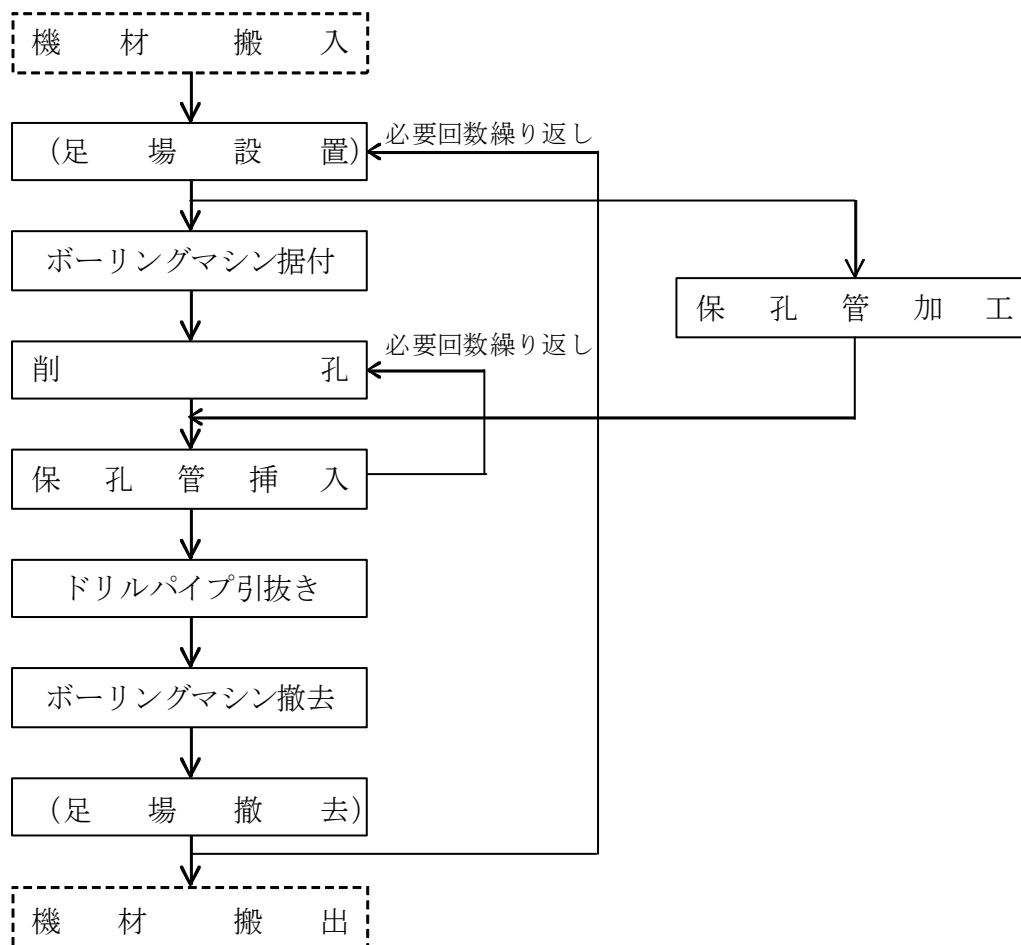 機材搬入
(足場設置)
必要回数繰り返し
ボーリングマシン据付
保孔管加工
削孔
必要回数繰り返し
保孔管挿入
ドリルパイプ引抜き
ボーリングマシン撤去
(足場撤去)
機材搬出